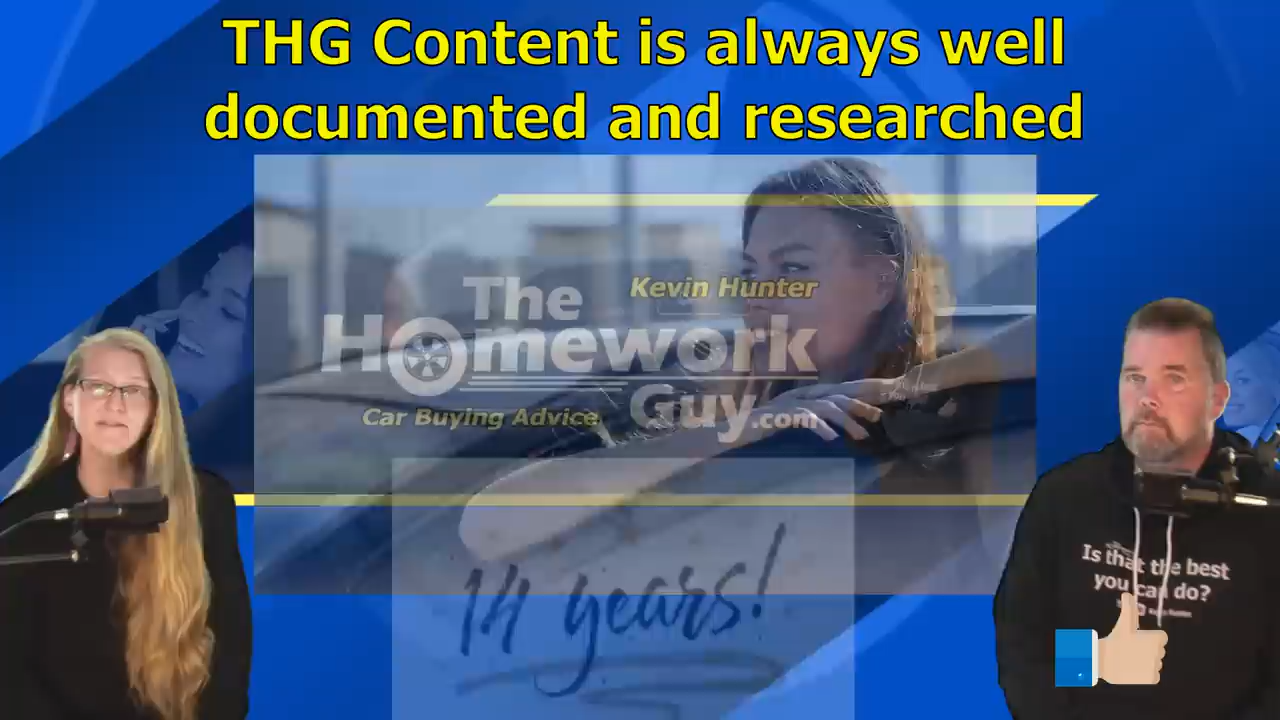 THG Content is always well
documented and researched
Kevin Hunter
The
Homework
Guy.com
Car Buying Advice
14 years!
Is that the best
you can do?